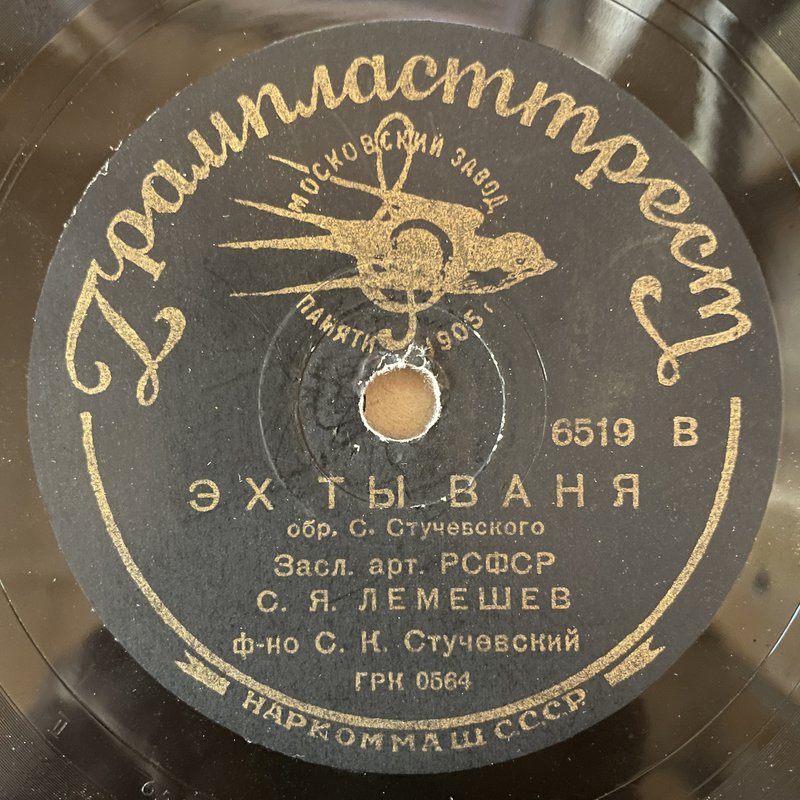 Грампласттрест
МОСКОВСКИЙ ЗАВОД
ПАМЯТИ 1905 г
6519 В
ЭХ ТЫ ВАНЯ
обр. С. Стучевского
Засл. арт. РСФСР
С. Я. ЛЕМЕШЕВ
ф-но С. К. Стучевский
ГРК 0564
НАРКОММАШ СССР